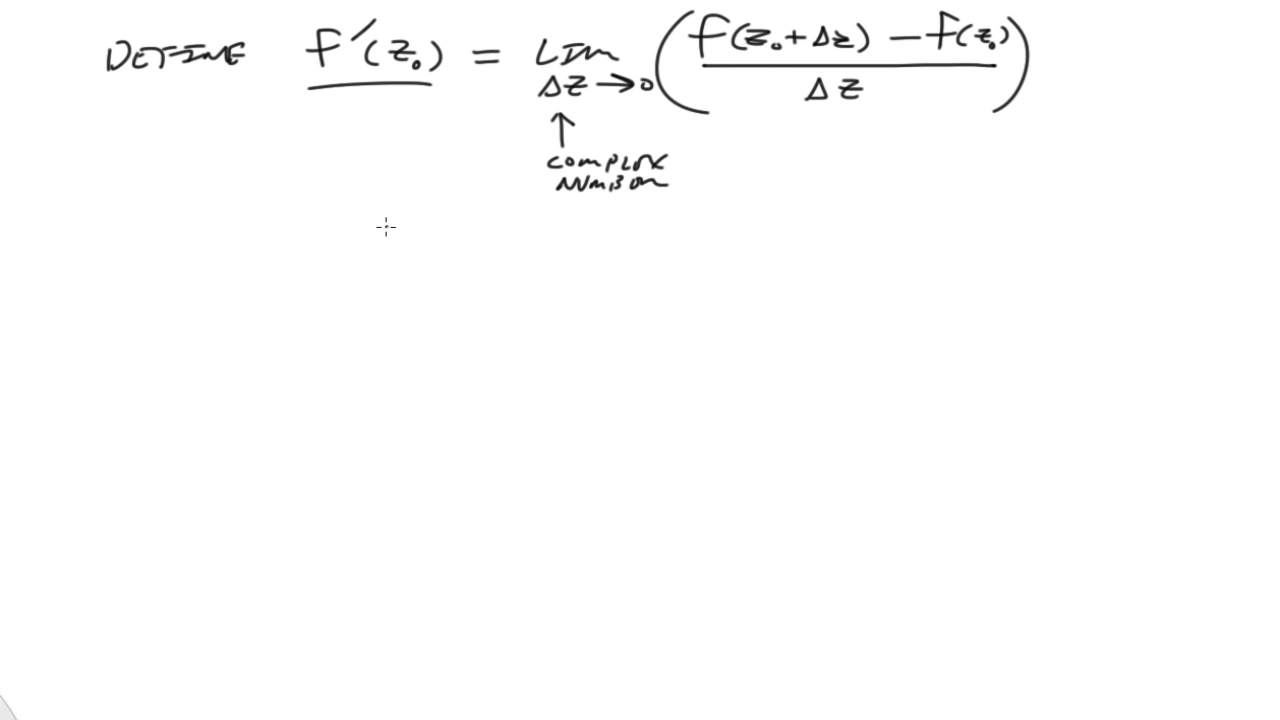 DEFINE f'(z₀) = LIM Δz→0 ( (f(z₀+Δz) − f(z₀)) / Δz )
↑
COMPLEX
NUMBER